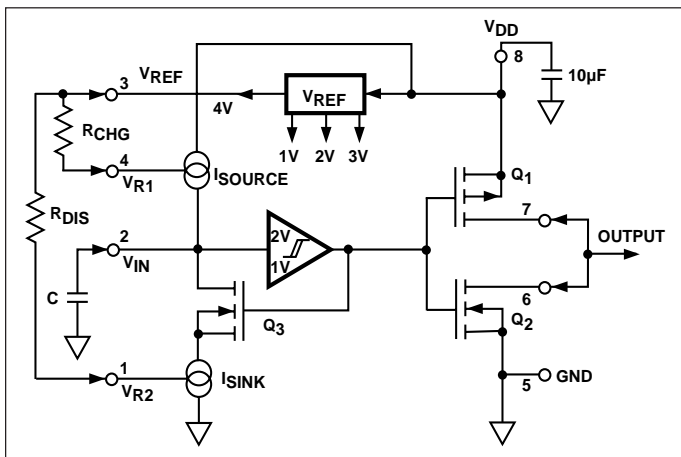 VDD
8
10µF
3
VREF
4V
VREF
1V 2V 3V
RCHG
4
VR1
ISOURCE
Q1
7
RDIS
2
VIN
2V
1V
OUTPUT
C
Q3
6
Q2
1
VR2
ISINK
5
GND